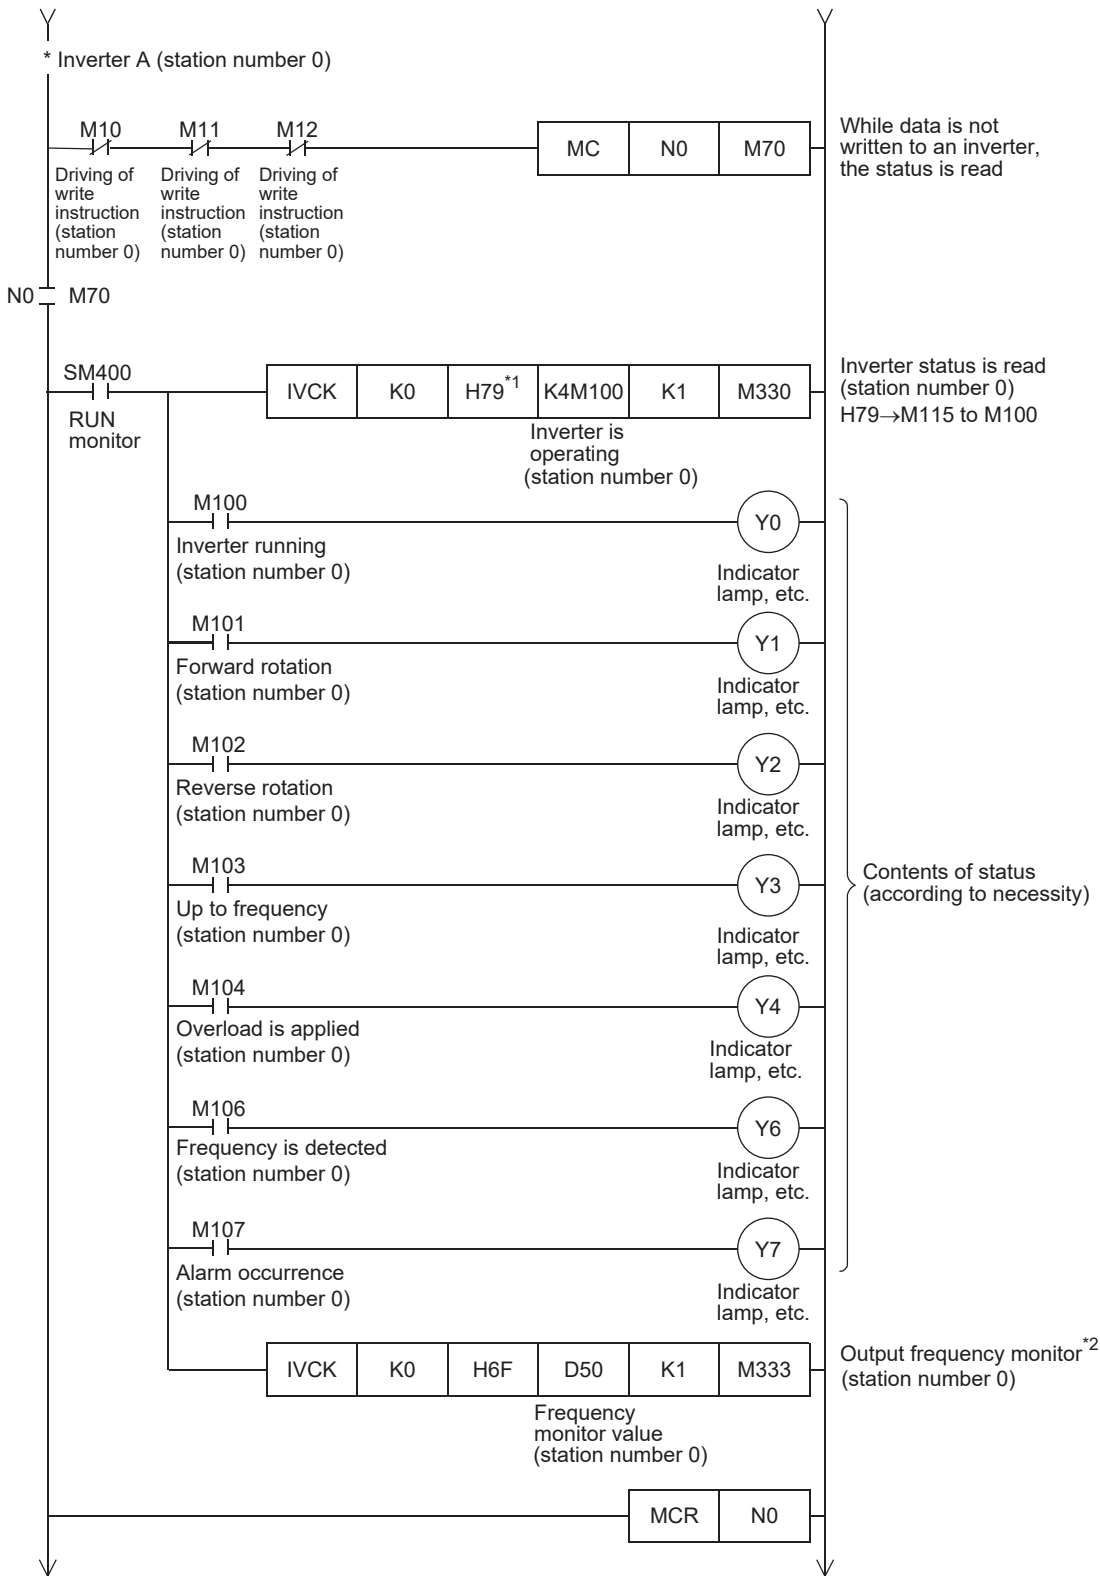 * Inverter A (station number 0)
M10 M11 M12
MC N0 M70
While data is not
written to an inverter,
the status is read
Driving of
write
instruction
(station
number 0)
Driving of
write
instruction
(station
number 0)
Driving of
write
instruction
(station
number 0)
N0 M70
SM400
RUN
monitor
IVCK K0 H79*1 K4M100 K1 M330
Inverter is
operating
(station number 0)
Inverter status is read
(station number 0)
H79→M115 to M100
M100
Inverter running
(station number 0)
Y0
Indicator
lamp, etc.
M101
Forward rotation
(station number 0)
Y1
Indicator
lamp, etc.
M102
Reverse rotation
(station number 0)
Y2
Indicator
lamp, etc.
M103
Up to frequency
(station number 0)
Y3
Indicator
lamp, etc.
Contents of status
(according to necessity)
M104
Overload is applied
(station number 0)
Y4
Indicator
lamp, etc.
M106
Frequency is detected
(station number 0)
Y6
Indicator
lamp, etc.
M107
Alarm occurrence
(station number 0)
Y7
Indicator
lamp, etc.
IVCK K0 H6F D50 K1 M333
Frequency
monitor value
(station number 0)
Output frequency monitor*2
(station number 0)
MCR N0